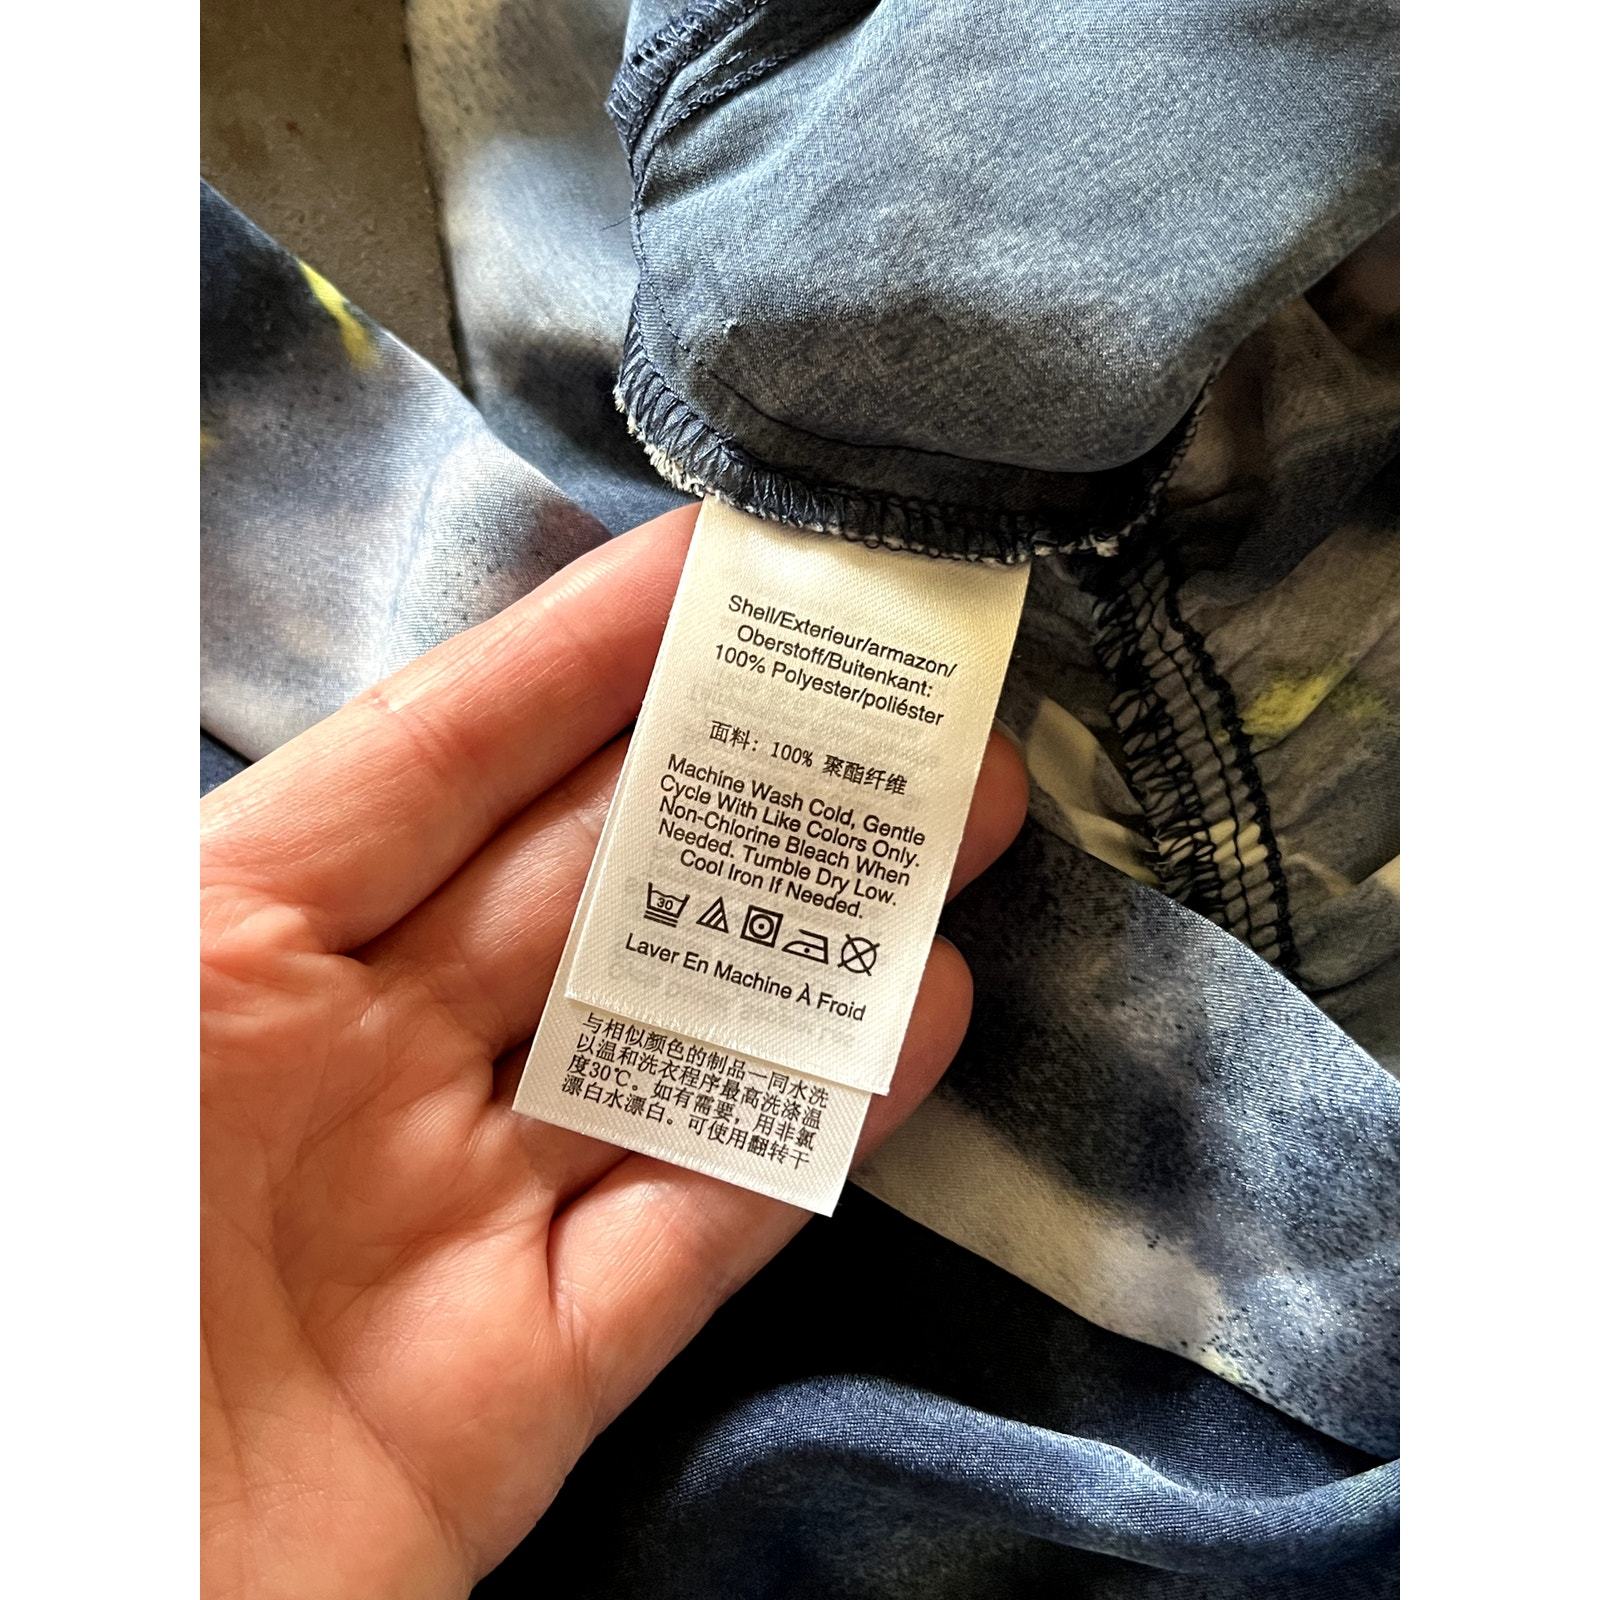 Shell/Exterieur/armazon/
Oberstoff/Buitenkant:
100% Polyester/poliéster
面料: 100% 聚酯纤维
Machine Wash Cold, Gentle
Cycle With Like Colors Only.
Non-Chlorine Bleach When
Needed. Tumble Dry Low.
Cool Iron If Needed.
30
Laver En Machine À Froid
与相似颜色的制品一同水洗
以温和洗衣程序最高洗涤温
度30℃。如有需要，用非氯
漂白水漂白。可使用翻转干